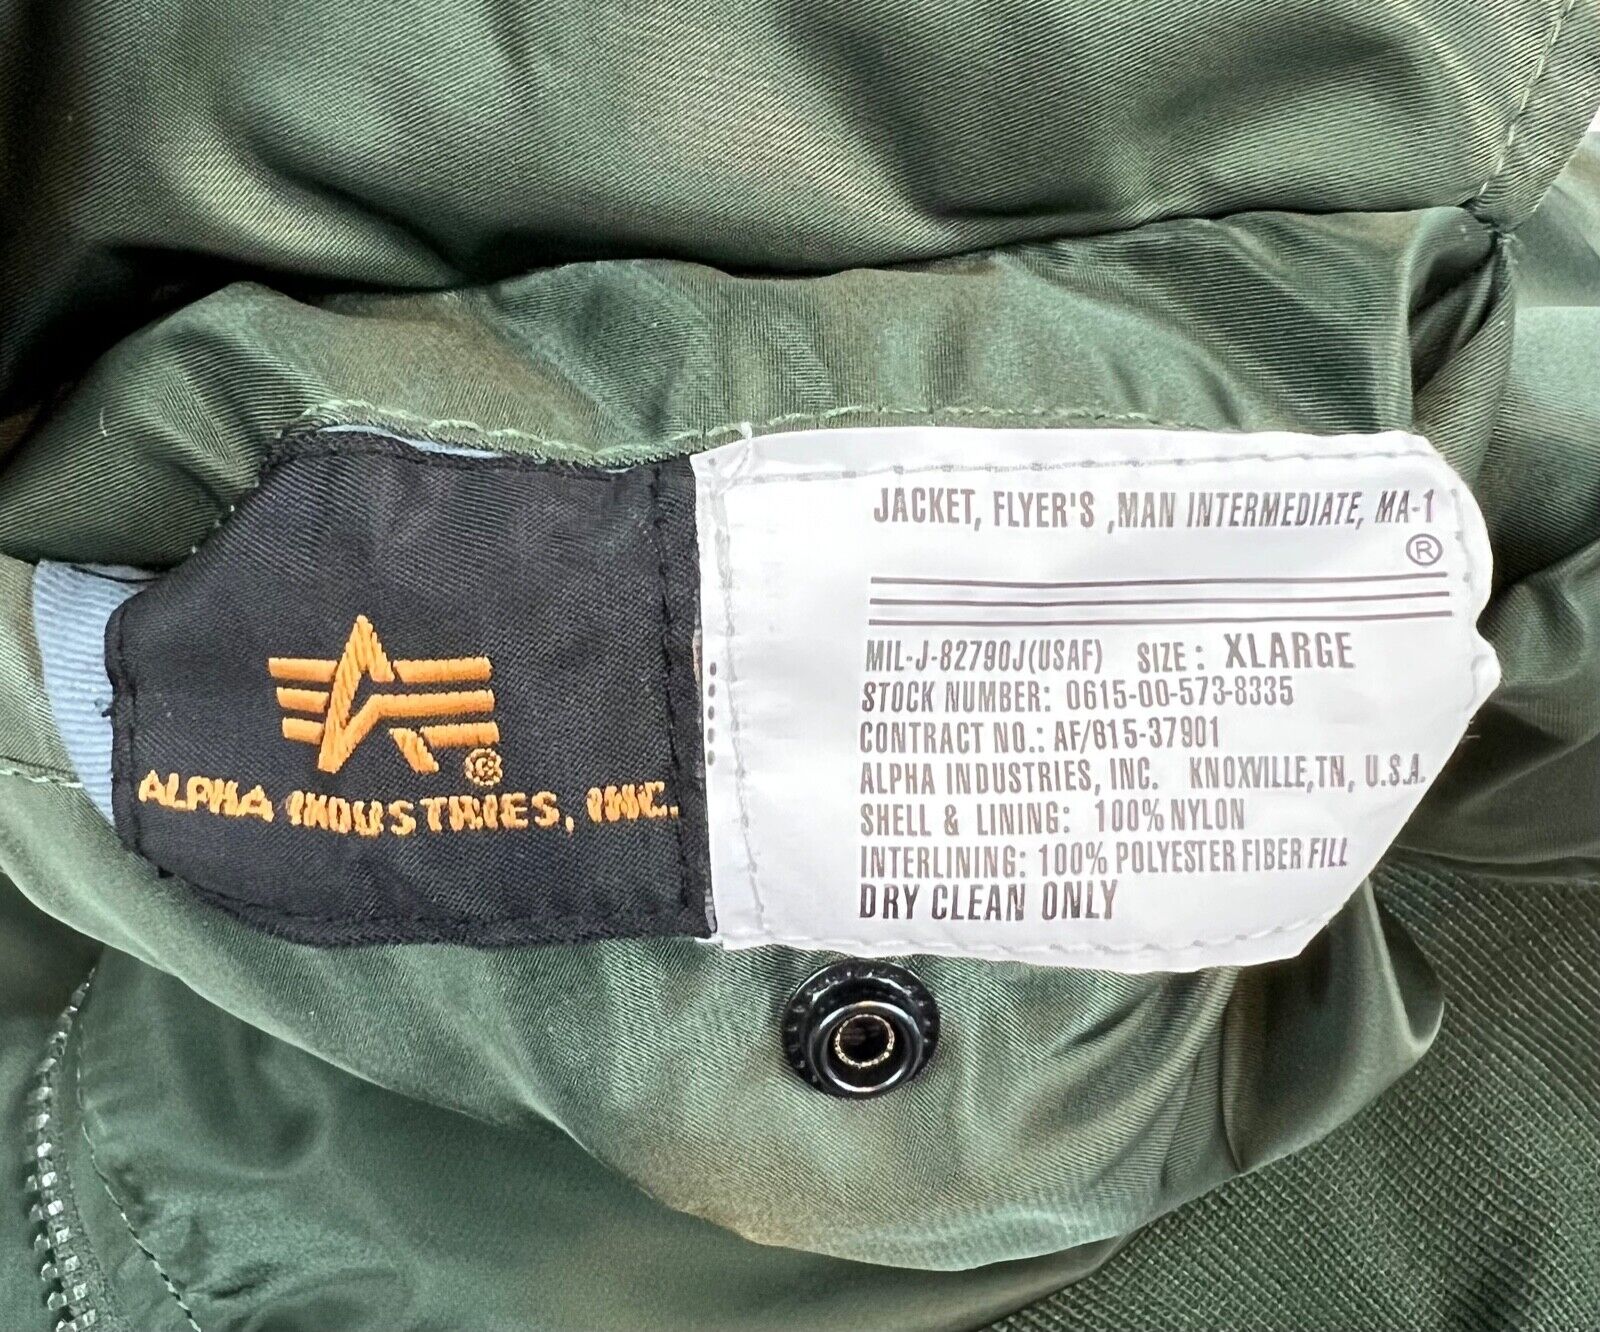 ALPHA INDUSTRIES, INC.
JACKET, FLYER'S ,MAN INTERMEDIATE, MA-1
®
MIL-J-82790J(USAF) SIZE: XLARGE
STOCK NUMBER: 0615-00-573-8335
CONTRACT NO.: AF/615-37901
ALPHA INDUSTRIES, INC. KNOXVILLE,TN, U.S.A.
SHELL & LINING: 100% NYLON
INTERLINING: 100% POLYESTER FIBER FILL
DRY CLEAN ONLY